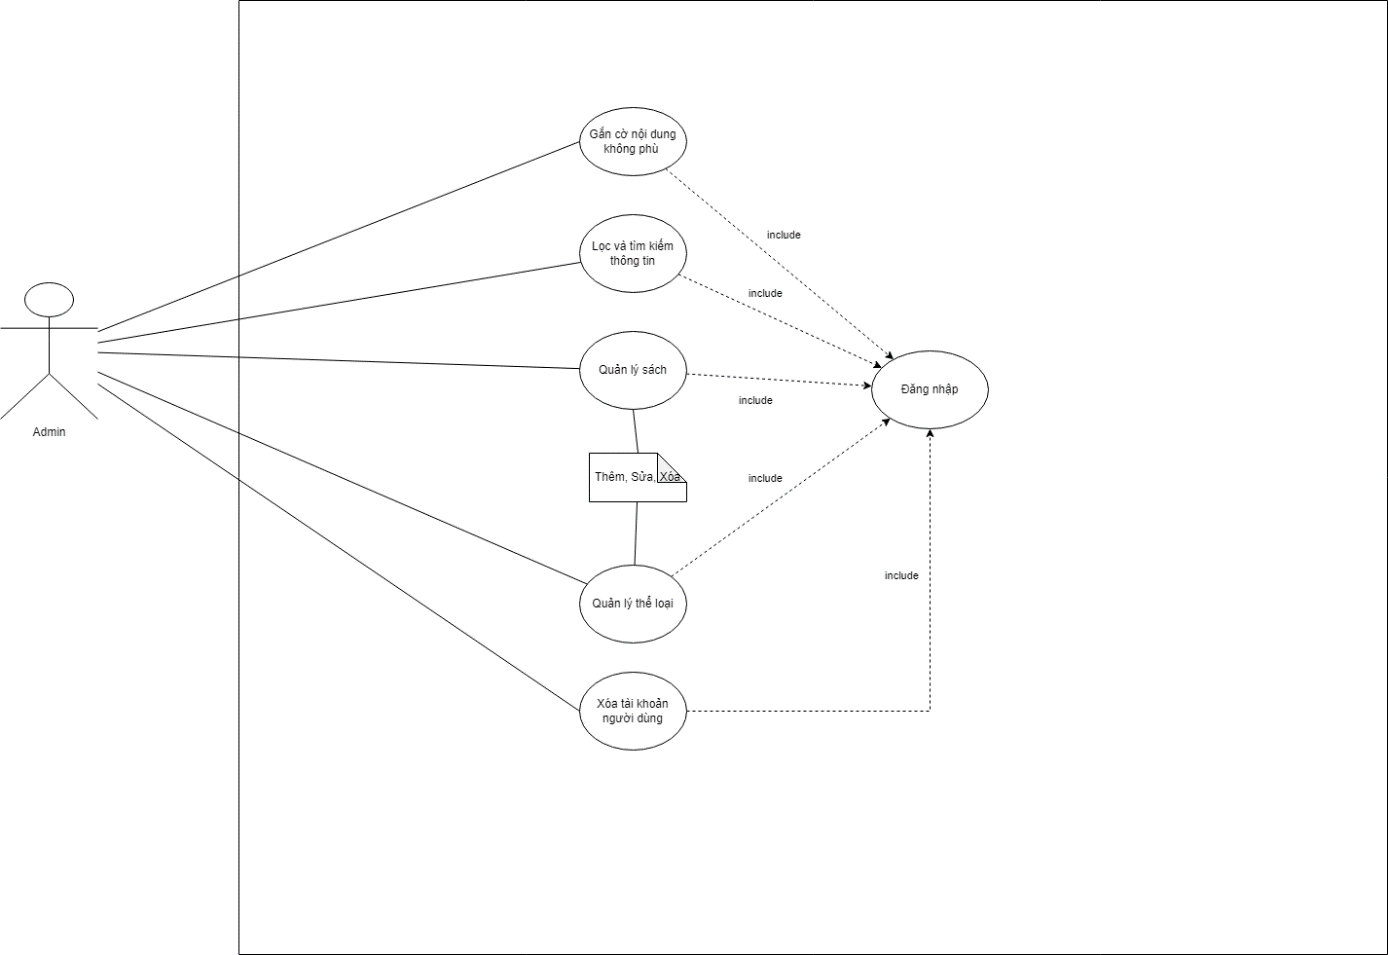 Gắn cờ nội dung
không phù
include
Lọc và tìm kiếm
thông tin
include
Quản lý sách
Đăng nhập
include
Admin
Thêm, Sửa, Xóa
include
include
Quản lý thể loại
Xóa tài khoản
người dùng